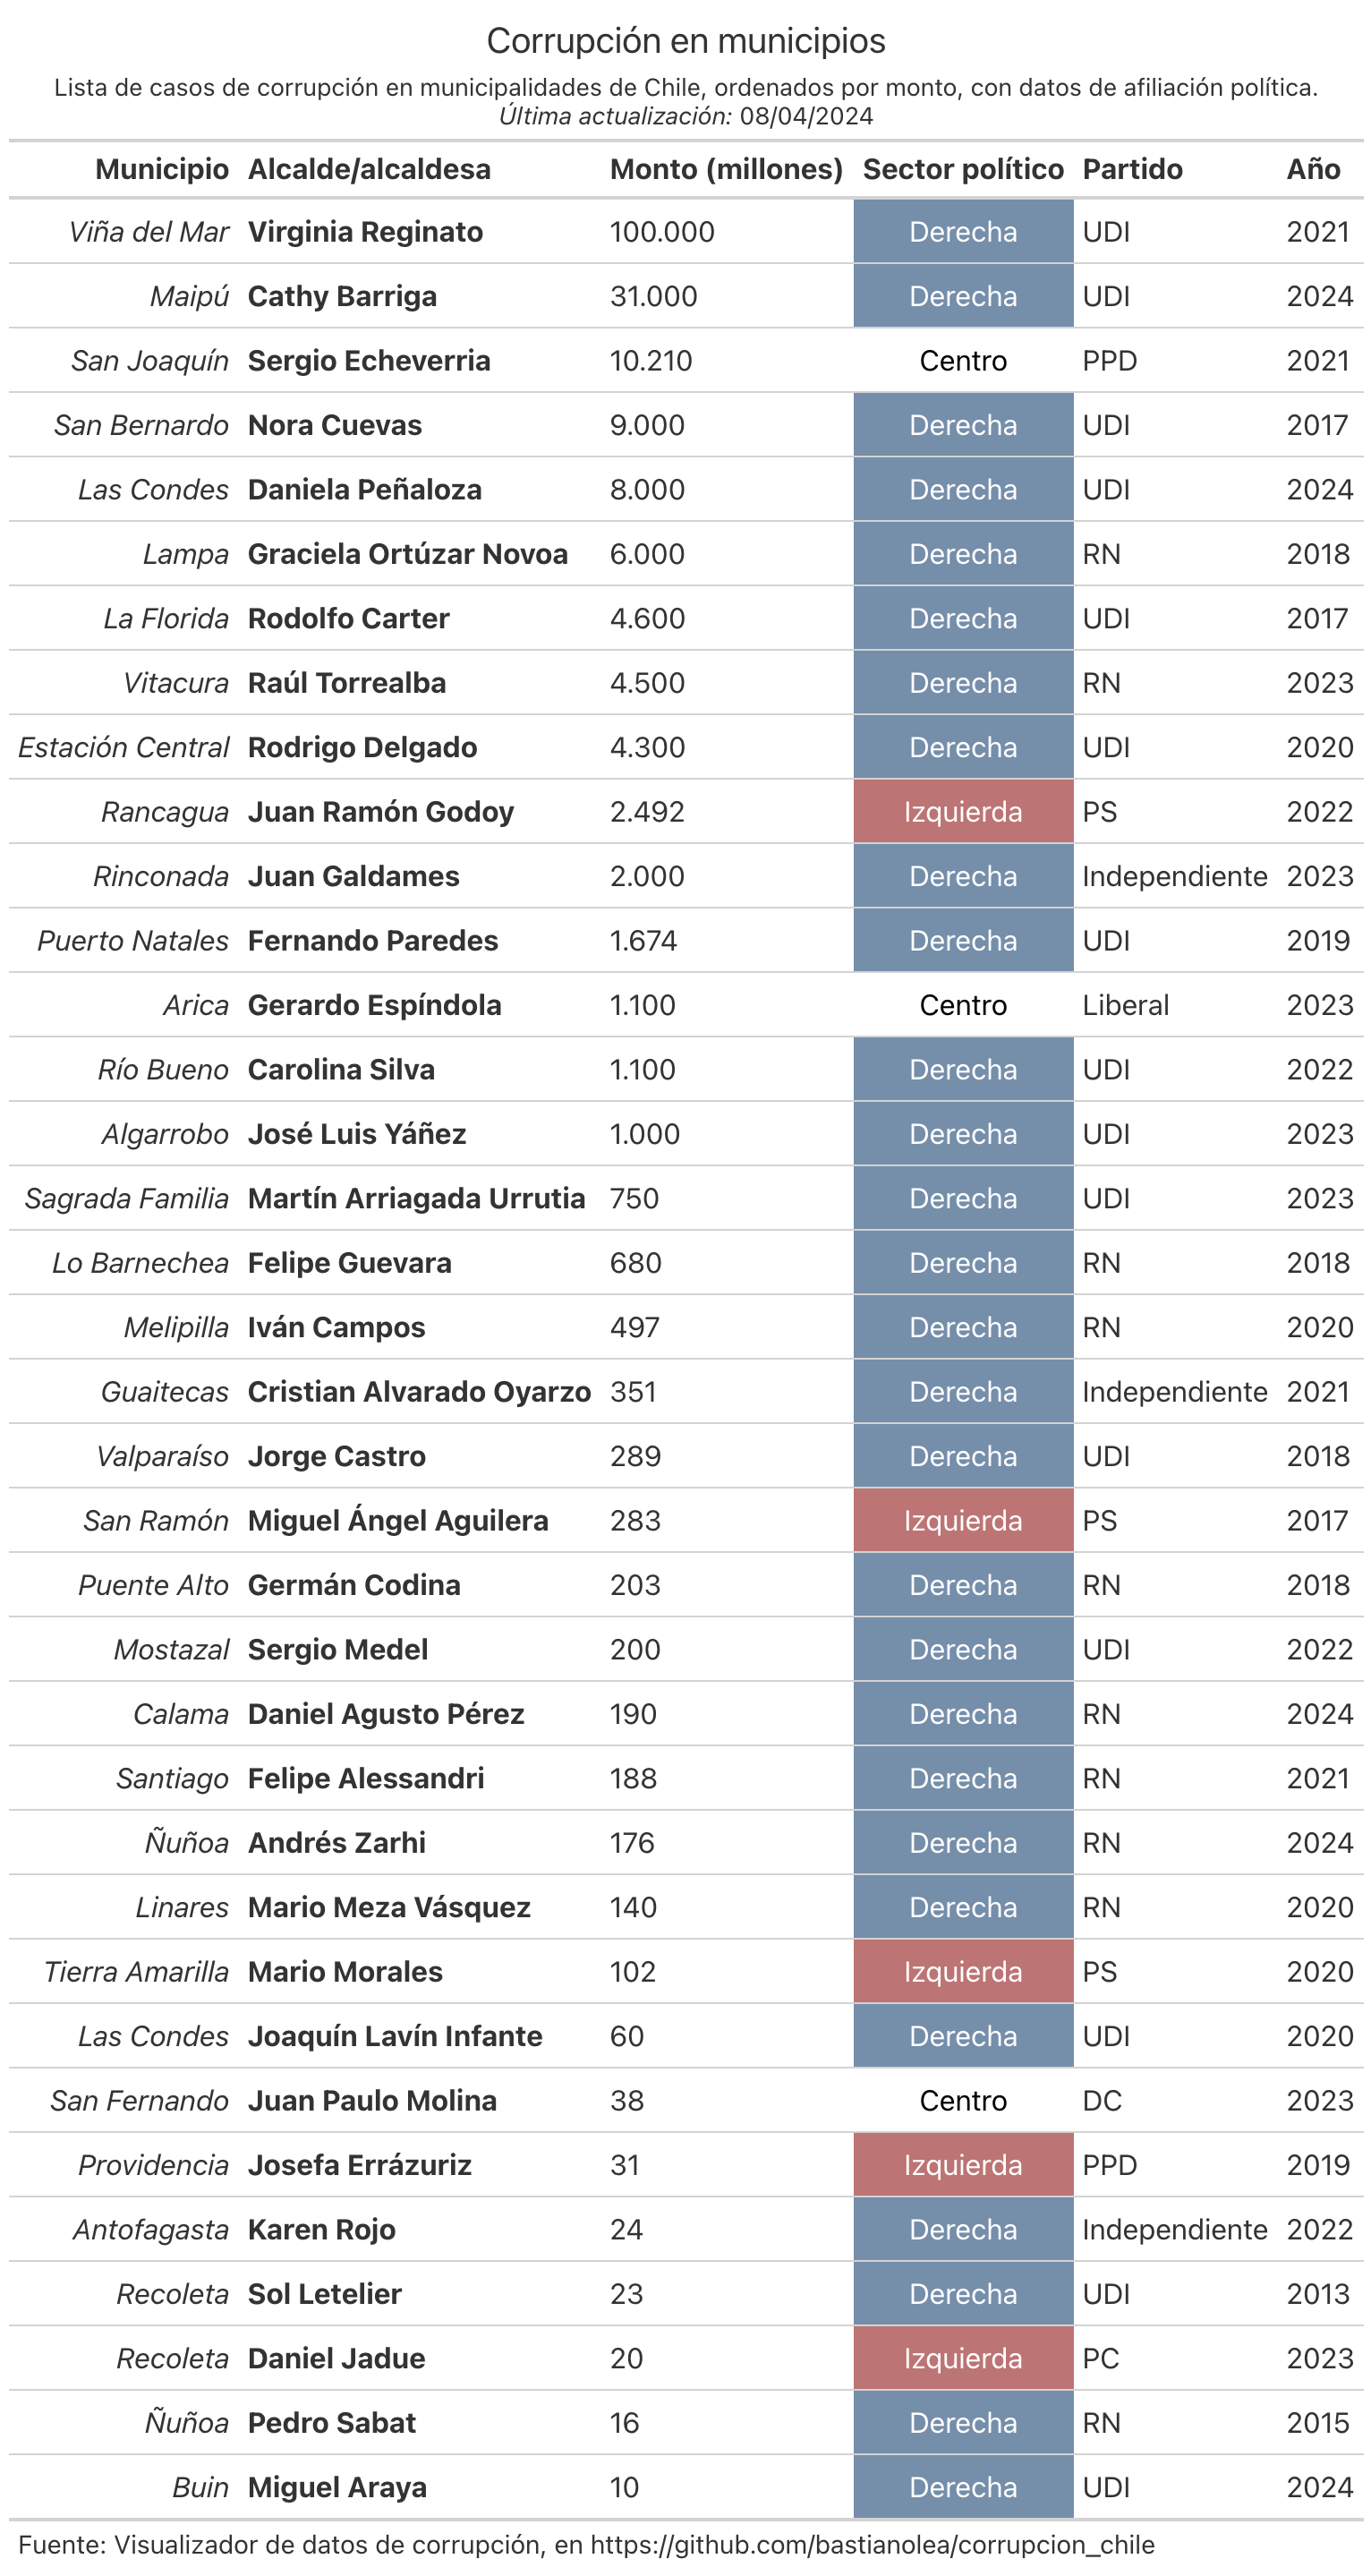 Corrupción en municipios
Lista de casos de corrupción en municipalidades de Chile, ordenados por monto, con datos de afiliación política.
Última actualización: 08/04/2024
Municipio Alcalde/alcaldesa Monto (millones) Sector político Partido Año
Viña del Mar Virginia Reginato 100.000 Derecha UDI 2021
Maipú Cathy Barriga 31.000 Derecha UDI 2024
San Joaquín Sergio Echeverria 10.210 Centro PPD 2021
San Bernardo Nora Cuevas 9.000 Derecha UDI 2017
Las Condes Daniela Peñaloza 8.000 Derecha UDI 2024
Lampa Graciela Ortúzar Novoa 6.000 Derecha RN 2018
La Florida Rodolfo Carter 4.600 Derecha UDI 2017
Vitacura Raúl Torrealba 4.500 Derecha RN 2023
Estación Central Rodrigo Delgado 4.300 Derecha UDI 2020
Rancagua Juan Ramón Godoy 2.492 Izquierda PS 2022
Rinconada Juan Galdames 2.000 Derecha Independiente 2023
Puerto Natales Fernando Paredes 1.674 Derecha UDI 2019
Arica Gerardo Espíndola 1.100 Centro Liberal 2023
Río Bueno Carolina Silva 1.100 Derecha UDI 2022
Algarrobo José Luis Yáñez 1.000 Derecha UDI 2023
Sagrada Familia Martín Arriagada Urrutia 750 Derecha UDI 2023
Lo Barnechea Felipe Guevara 680 Derecha RN 2018
Melipilla Iván Campos 497 Derecha RN 2020
Guaitecas Cristian Alvarado Oyarzo 351 Derecha Independiente 2021
Valparaíso Jorge Castro 289 Derecha UDI 2018
San Ramón Miguel Ángel Aguilera 283 Izquierda PS 2017
Puente Alto Germán Codina 203 Derecha RN 2018
Mostazal Sergio Medel 200 Derecha UDI 2022
Calama Daniel Agusto Pérez 190 Derecha RN 2024
Santiago Felipe Alessandri 188 Derecha RN 2021
Ñuñoa Andrés Zarhi 176 Derecha RN 2024
Linares Mario Meza Vásquez 140 Derecha RN 2020
Tierra Amarilla Mario Morales 102 Izquierda PS 2020
Las Condes Joaquín Lavín Infante 60 Derecha UDI 2020
San Fernando Juan Paulo Molina 38 Centro DC 2023
Providencia Josefa Errázuriz 31 Izquierda PPD 2019
Antofagasta Karen Rojo 24 Derecha Independiente 2022
Recoleta Sol Letelier 23 Derecha UDI 2013
Recoleta Daniel Jadue 20 Izquierda PC 2023
Ñuñoa Pedro Sabat 16 Derecha RN 2015
Buin Miguel Araya 10 Derecha UDI 2024
Fuente: Visualizador de datos de corrupción, en https://github.com/bastianolea/corrupcion_chile